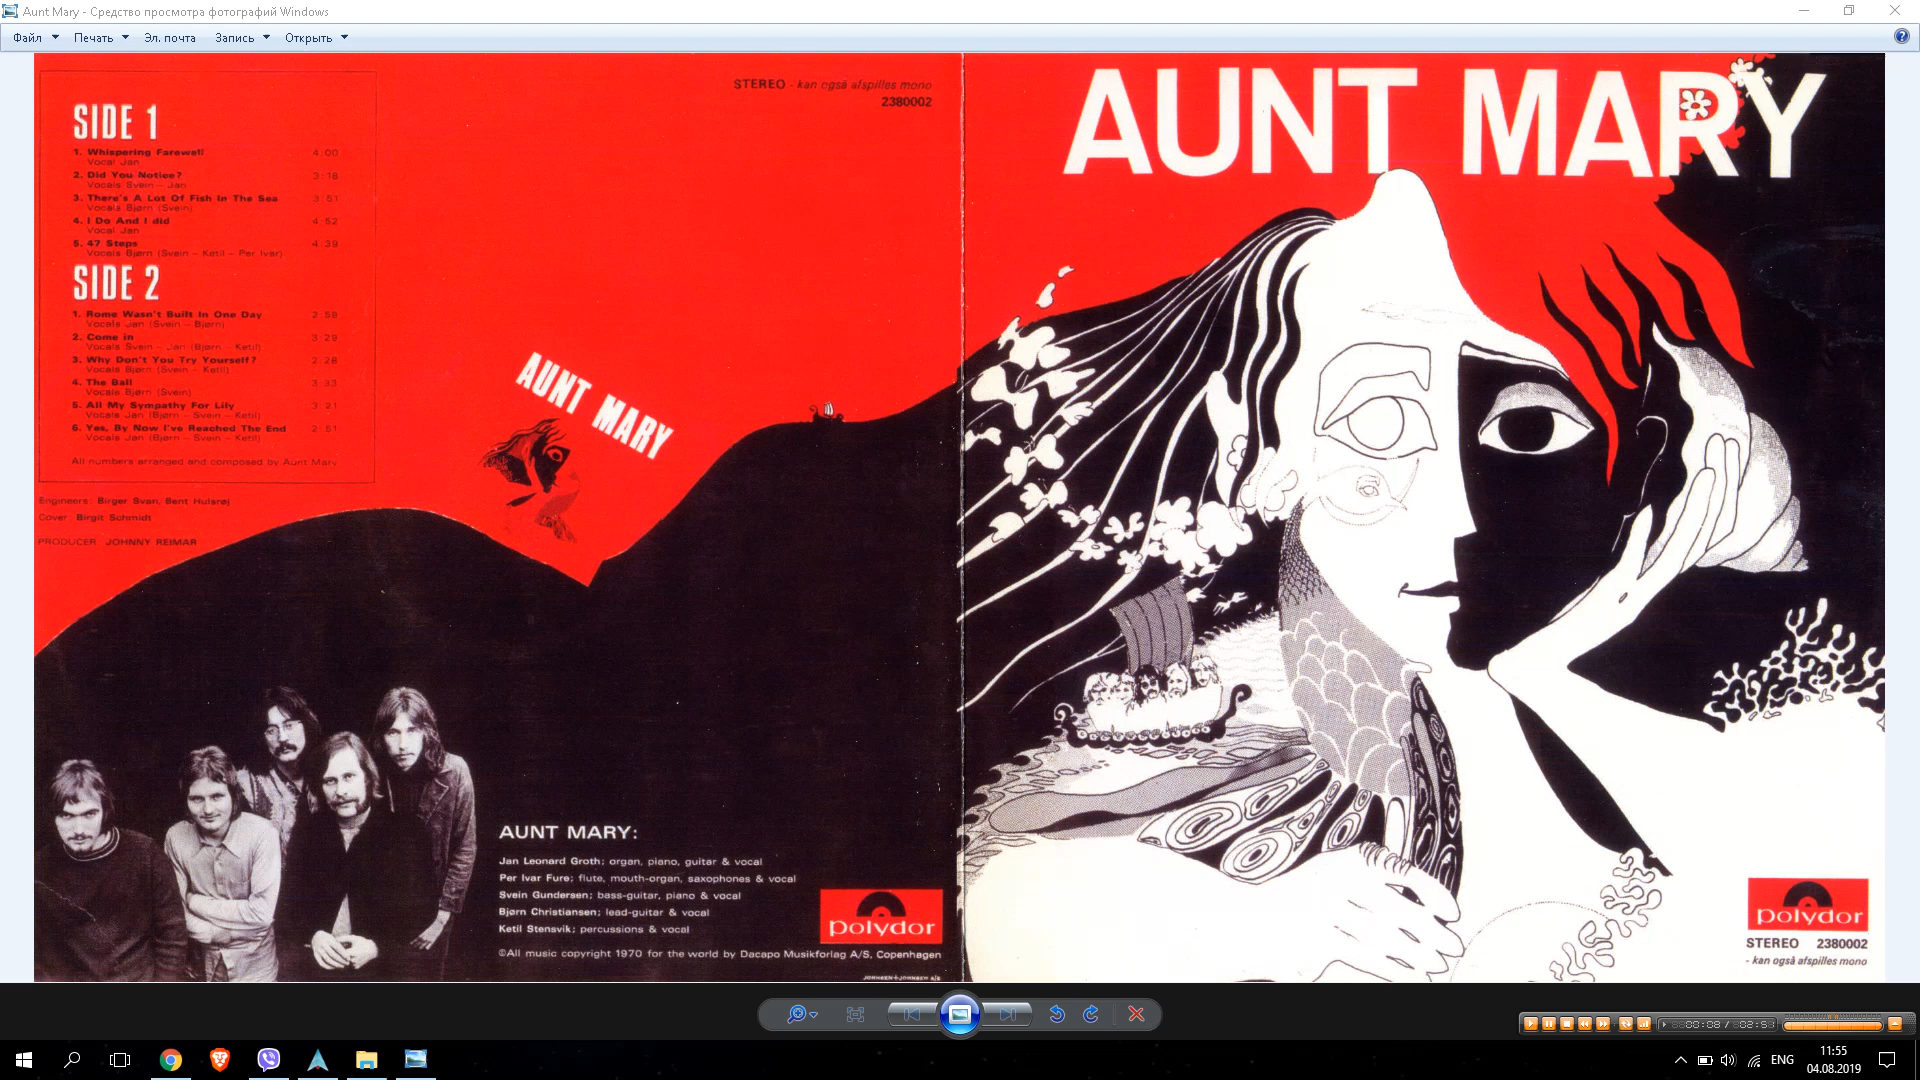 Aunt Mary - Средство просмотра фотографий Windows
Файл Печать Эл. почта Запись Открыть
SIDE 1
1. Whispering Farewell 4:00
Vocal Jan
2. Did You Notice? 3:18
Vocals Svein – Jan
3. There's A Lot Of Fish In The Sea 3:51
Vocals Bjørn (Svein)
4. I Do And I did 4:52
Vocal Jan
5. 47 Steps 4:39
Vocals Bjørn (Svein – Ketil – Per Ivar)
SIDE 2
1. Rome Wasn't Built In One Day 2:59
Vocals Jan (Svein – Bjørn)
2. Come in 3:29
Vocals Svein – Jan (Bjørn – Ketil)
3. Why Don't You Try Yourself? 2:28
Vocals Bjørn (Svein – Ketil)
4. The Ball 3:33
Vocals Bjørn (Svein)
5. All My Sympathy For Lily 3:21
Vocals Jan (Bjørn – Svein – Ketil)
6. Yes, By Now I've Reached The End 2:51
Vocals Jan (Bjørn – Svein – Ketil)
All numbers arranged and composed by Aunt Mary
Engineers: Birger Svan, Bent Hulsrøj
Cover: Birgit Schmidt
PRODUCER: JOHNNY REIMAR
STEREO - kan også afspilles mono
2380002
AUNT MARY
AUNT MARY:
Jan Leonard Groth; organ, piano, guitar & vocal
Per Ivar Fure; flute, mouth-organ, saxophones & vocal
Svein Gundersen; bass-guitar, piano & vocal
Bjørn Christiansen; lead-guitar & vocal
Ketil Stensvik; percussions & vocal
©All music copyright 1970 for the world by Dacapo Musikforlag A/S, Copenhagen
polydor
JOHNSEN+JOHNSEN A/S
AUNT MARY
polydor
STEREO 2380002
- kan også afspilles mono
00:08 / 02:58
ENG
11:55
04.08.2019